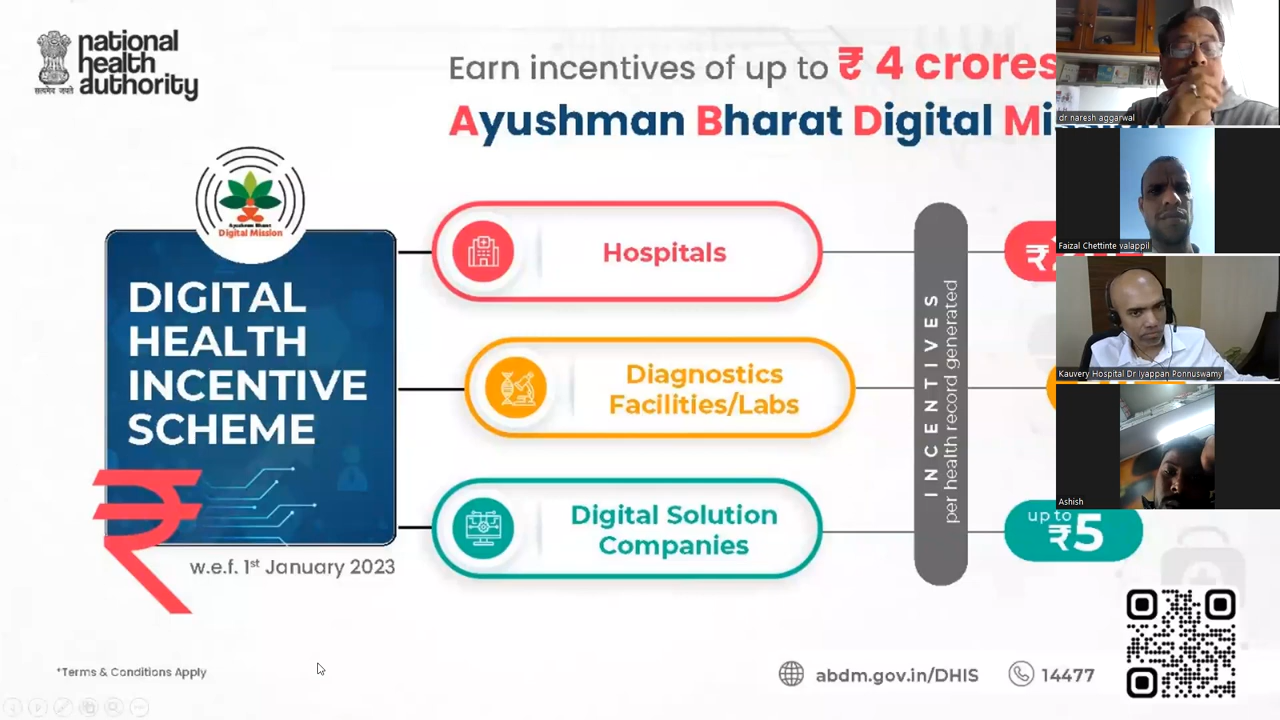 national
health
authority
सत्यमेव जयते
Earn incentives of up to ₹ 4 crores
Ayushman Bharat Digital
Ayushman Bharat
Digital Mission
DIGITAL
HEALTH
INCENTIVE
SCHEME
w.e.f. 1st January 2023
Hospitals
Diagnostics
Facilities/Labs
Digital Solution
Companies
INCENTIVES
per health record generated
₹
up to
₹5
*Terms & Conditions Apply
abdm.gov.in/DHIS
14477
dr naresh aggarwal
Faizal Chettinte valappil
Kauvery Hospital Dr Iyappan Ponnuswamy
Ashish